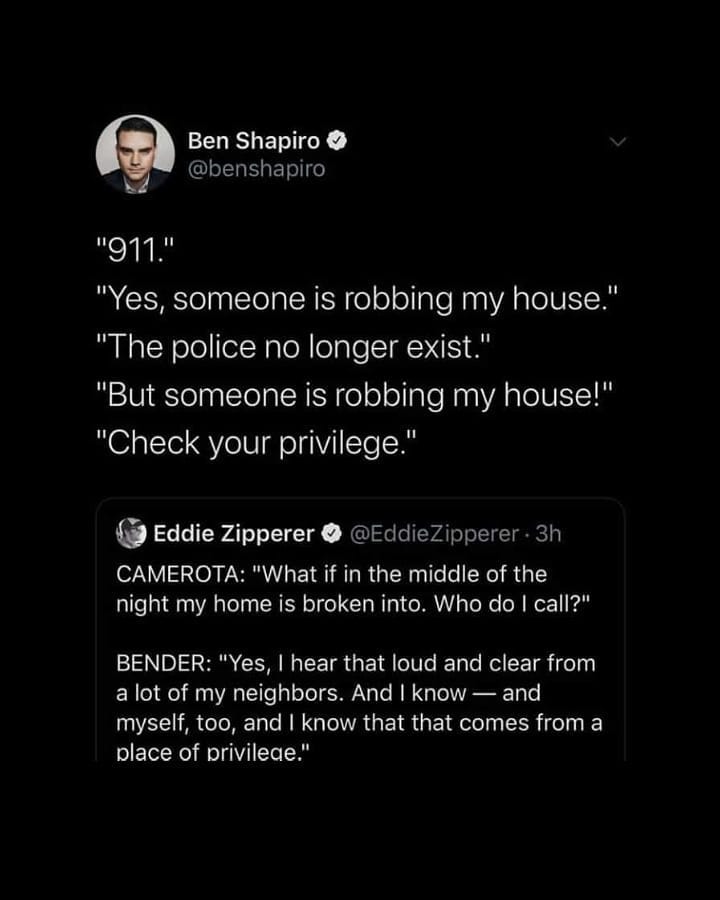 Ben Shapiro
@benshapiro
"911."
"Yes, someone is robbing my house."
"The police no longer exist."
"But someone is robbing my house!"
"Check your privilege."
Eddie Zipperer @EddieZipperer · 3h
CAMEROTA: "What if in the middle of the
night my home is broken into. Who do I call?"
BENDER: "Yes, I hear that loud and clear from
a lot of my neighbors. And I know — and
myself, too, and I know that that comes from a
place of privilege."